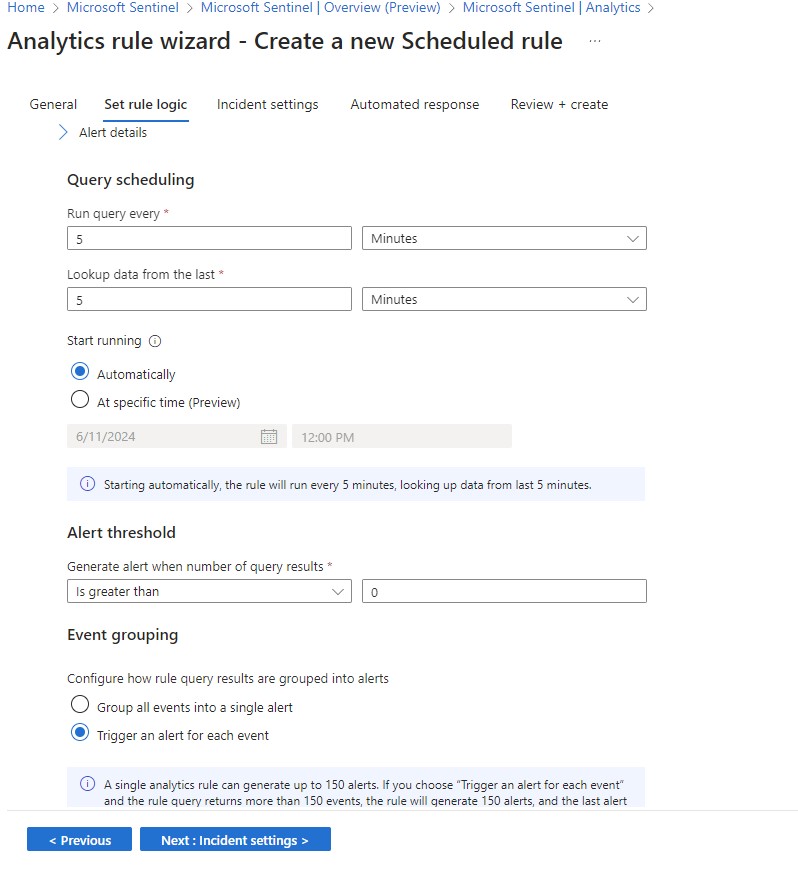 Home > Microsoft Sentinel > Microsoft Sentinel | Overview (Preview) > Microsoft Sentinel | Analytics >
Analytics rule wizard - Create a new Scheduled rule ...
General Set rule logic Incident settings Automated response Review + create
> Alert details
Query scheduling
Run query every *
5 Minutes
Lookup data from the last *
5 Minutes
Start running
Automatically
At specific time (Preview)
6/11/2024 12:00 PM
Starting automatically, the rule will run every 5 minutes, looking up data from last 5 minutes.
Alert threshold
Generate alert when number of query results *
Is greater than 0
Event grouping
Configure how rule query results are grouped into alerts
Group all events into a single alert
Trigger an alert for each event
A single analytics rule can generate up to 150 alerts. If you choose “Trigger an alert for each event”
and the rule query returns more than 150 events, the rule will generate 150 alerts, and the last alert
< Previous Next : Incident settings >